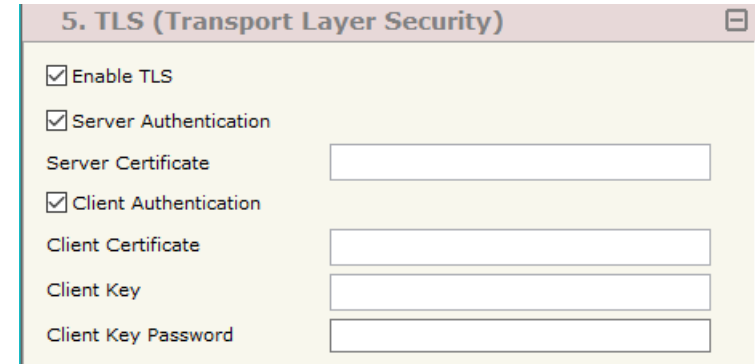 5. TLS (Transport Layer Security)
Enable TLS
Server Authentication
Server Certificate
Client Authentication
Client Certificate
Client Key
Client Key Password